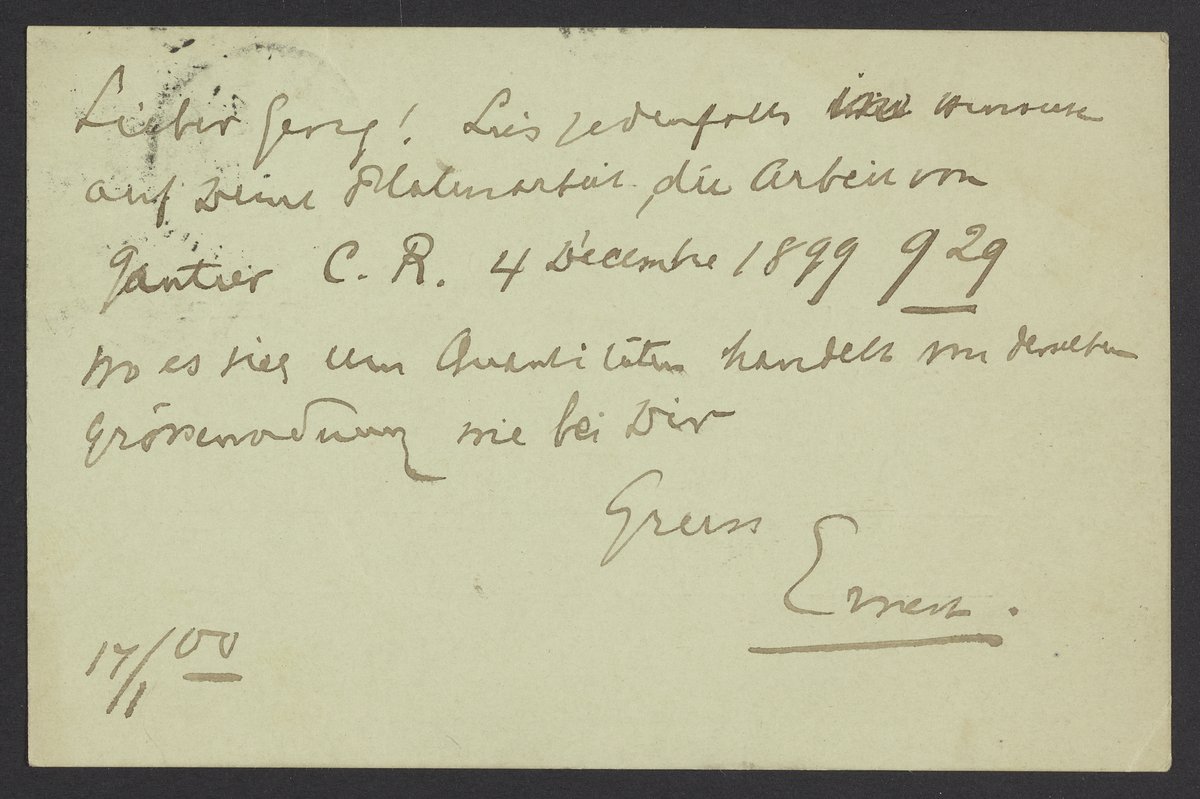 Lieber Georg! Lies jedenfalls
auf Deine Platinarbeit die Arbeit von
Gautier C. R. 4 Décembre 1899 929
wo es sich um Quantitäten handelt von derselben
Grössenordnung wie bei Dir
Gruss
Ernest.
17/1 00